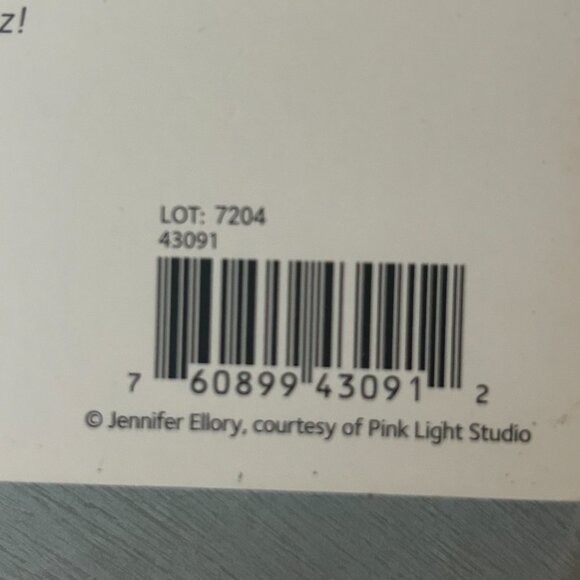 z!
LOT: 7204
43091
7 60899 43091 2
© Jennifer Ellory, courtesy of Pink Light Studio